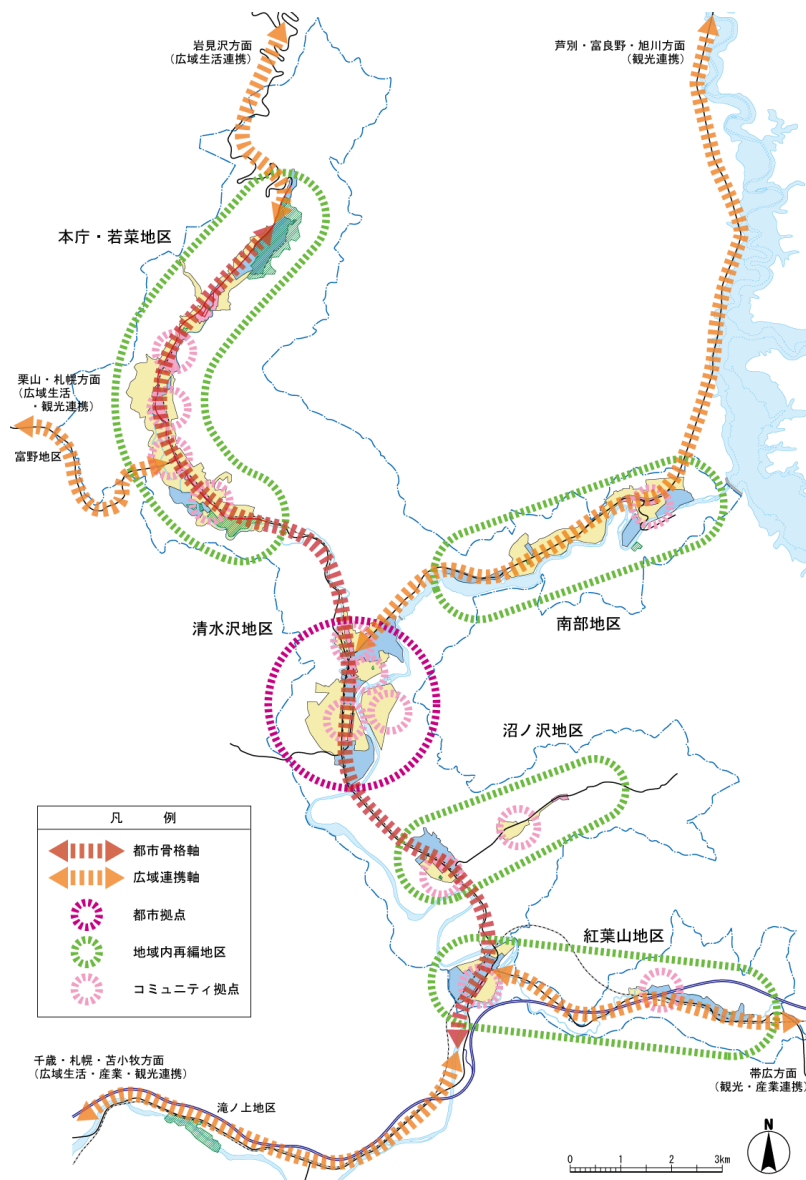 岩見沢方面
(広域生活連携)
芦別・富良野・旭川方面
(観光連携)
本庁・若菜地区
栗山・札幌方面
(広域生活
・観光連携)
富野地区
清水沢地区
南部地区
沼ノ沢地区
凡 例
都市骨格軸
広域連携軸
都市拠点
地域内再編地区
コミュニティ拠点
紅葉山地区
千歳・札幌・苫小牧方面
(広域生活・産業・観光連携)
滝ノ上地区
帯広方面
(観光・産業連携)
N
0 1 2 3km